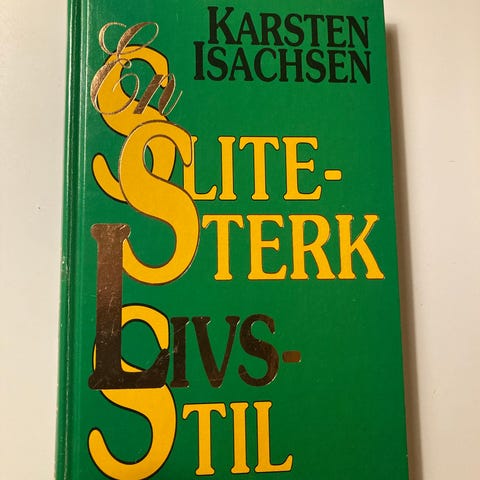 KARSTEN
ISACHSEN
En
SLITE-
STERK
LIVS-
STIL